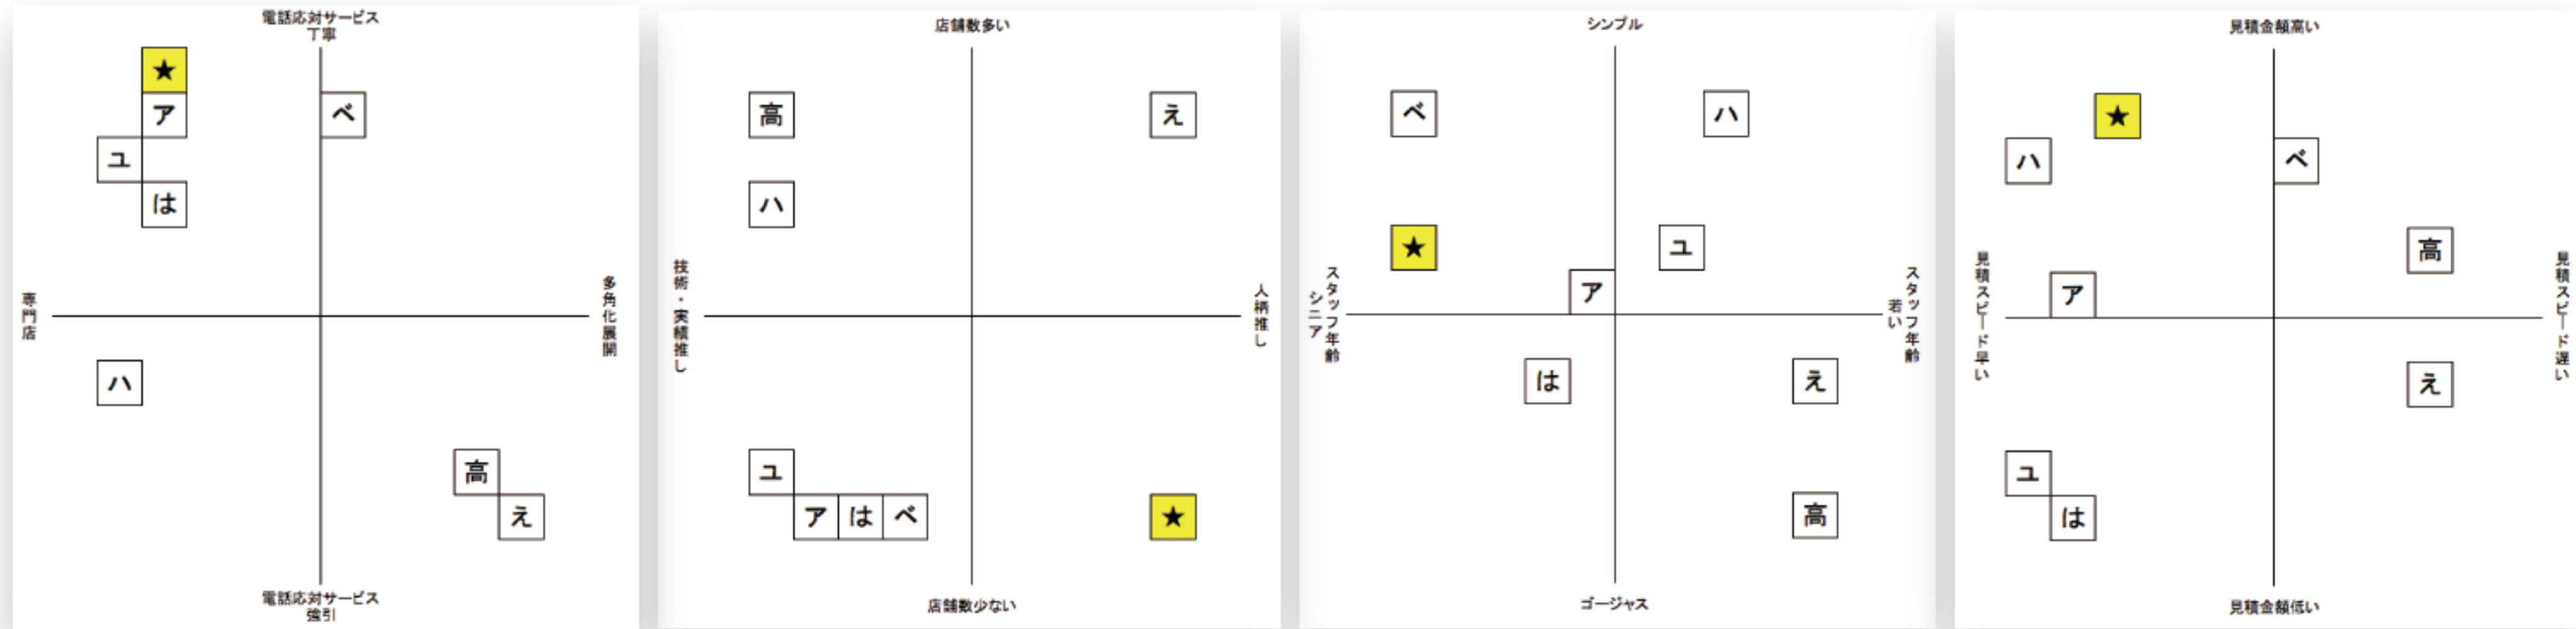 電話応対サービス
丁寧
★
ア
ベ
ユ
は
専門店
多角化展開
ハ
高
え
電話応対サービス
強引
店舗数多い
高
え
ハ
技術・実績推し
人柄推し
ユ
ア
は
ベ
★
店舗数少ない
シンプル
ベ
ハ
★
ユ
ア
スタッフ年齢
シニア
スタッフ年齢
若い
は
え
高
ゴージャス
見積金額高い
★
ハ
ベ
高
ア
見積スピード早い
見積スピード遅い
え
ユ
は
見積金額低い